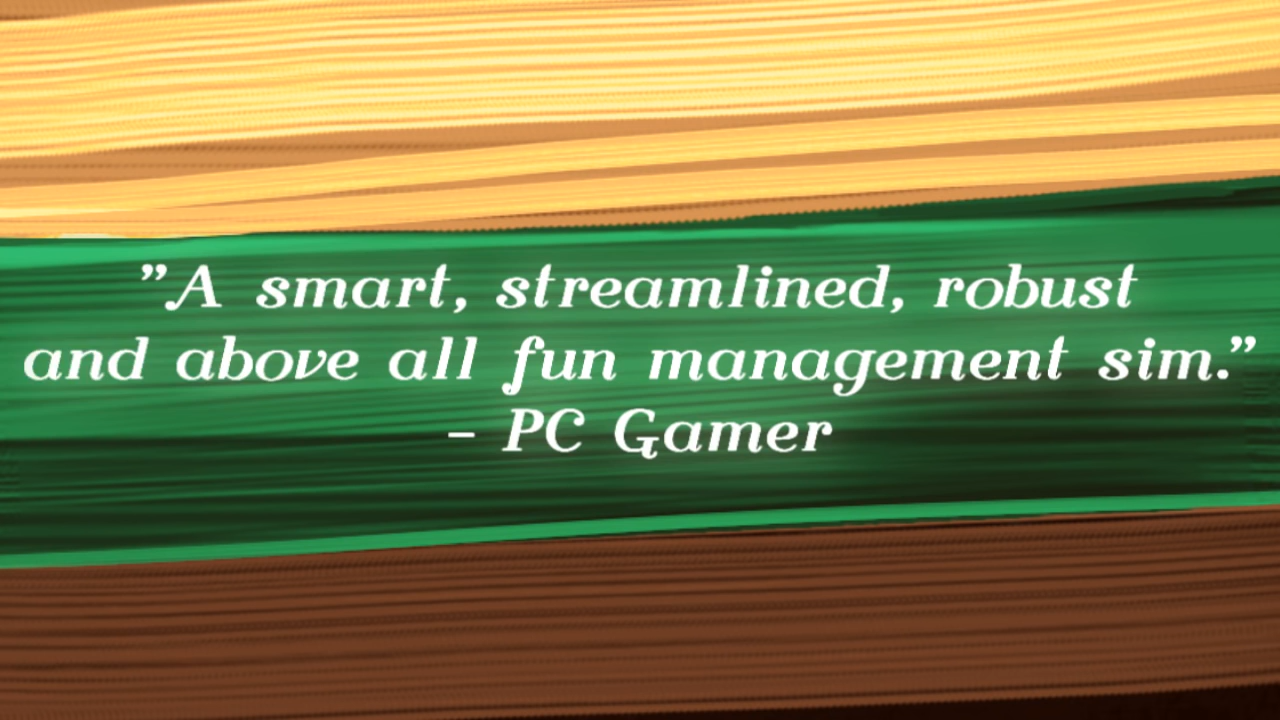 ”A smart, streamlined, robust
and above all fun management sim.”
– PC Gamer